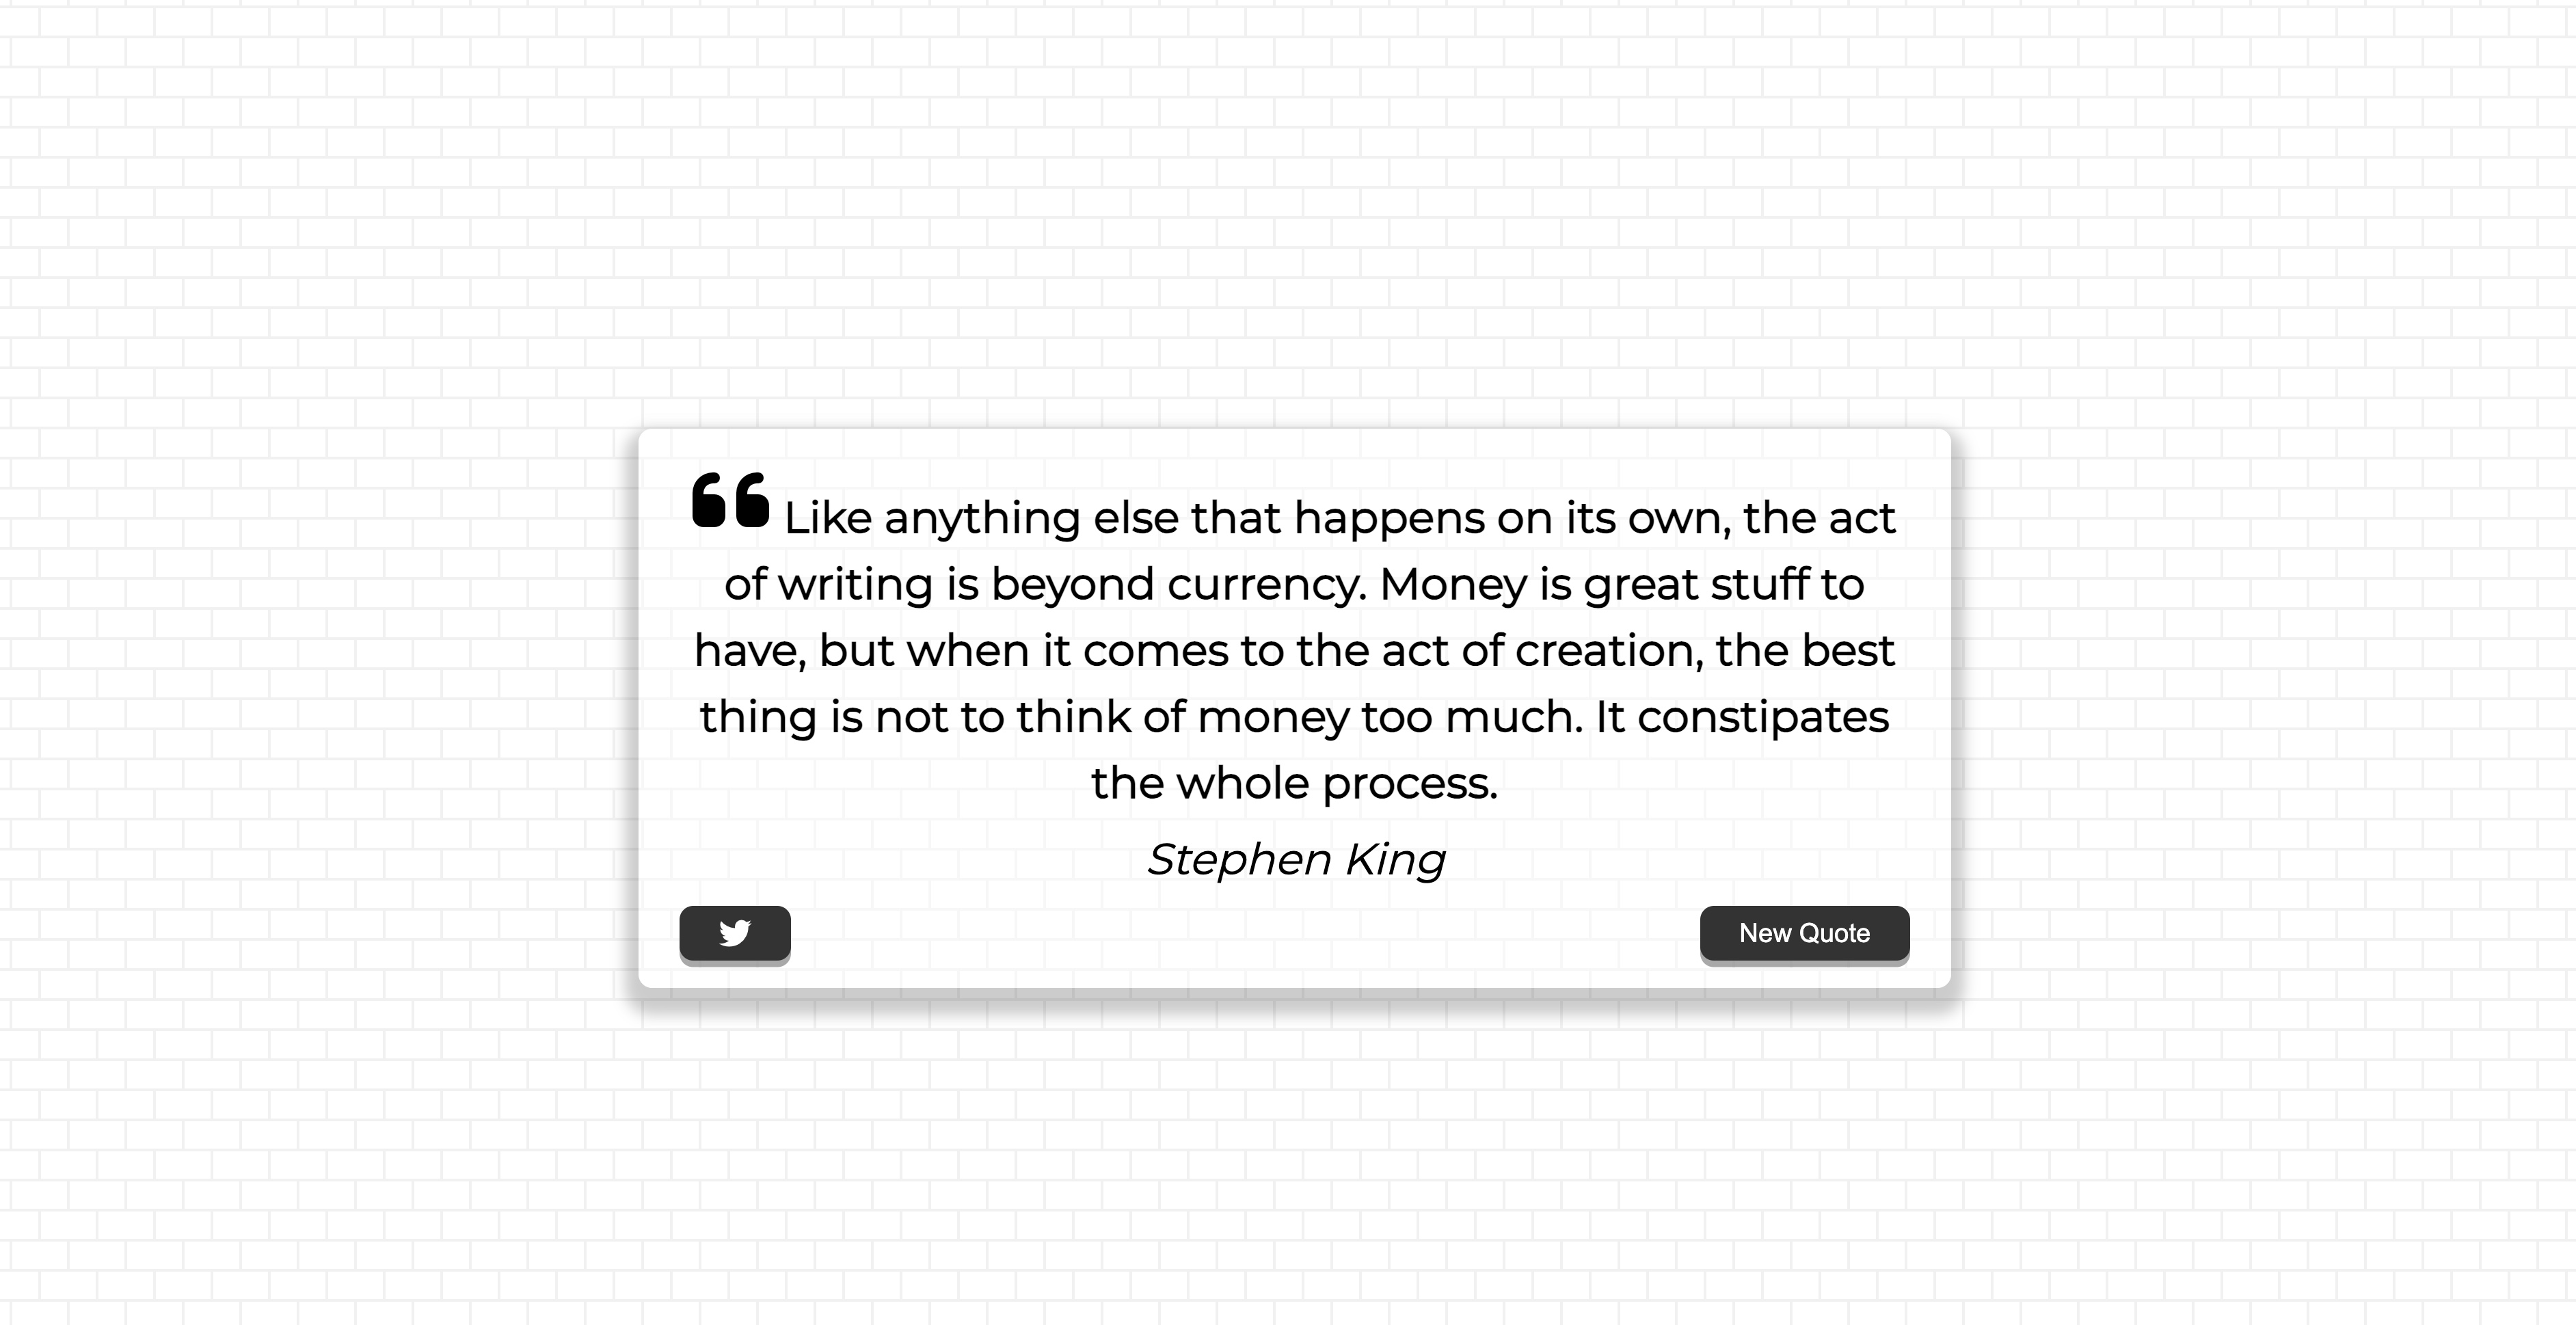 Like anything else that happens on its own, the act
of writing is beyond currency. Money is great stuff to
have, but when it comes to the act of creation, the best
thing is not to think of money too much. It constipates
the whole process.
Stephen King
New Quote